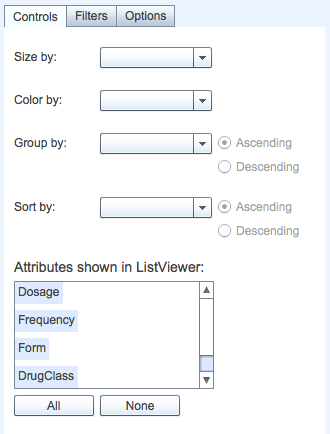 Controls Filters Options
Size by:
Color by:
Group by: Ascending
Descending
Sort by: Ascending
Descending
Attributes shown in ListViewer:
Dosage
Frequency
Form
DrugClass
All None